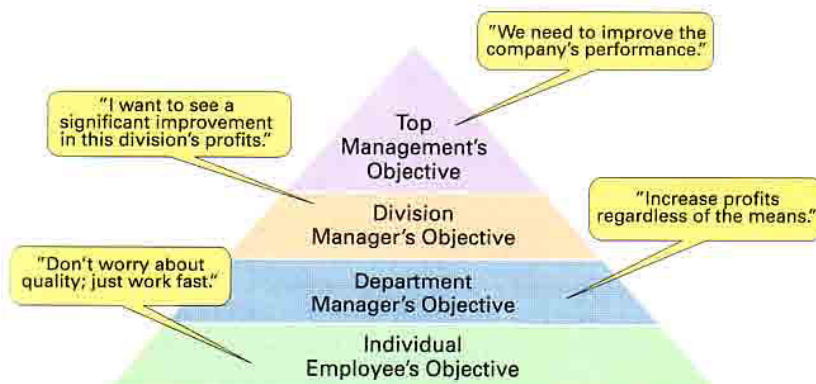 "We need to improve the
company's performance."
"I want to see a
significant improvement
in this division's profits."
Top
Management's
Objective
"Increase profits
regardless of the means."
Division
Manager's Objective
"Don't worry about
quality; just work fast."
Department
Manager's Objective
Individual
Employee's Objective